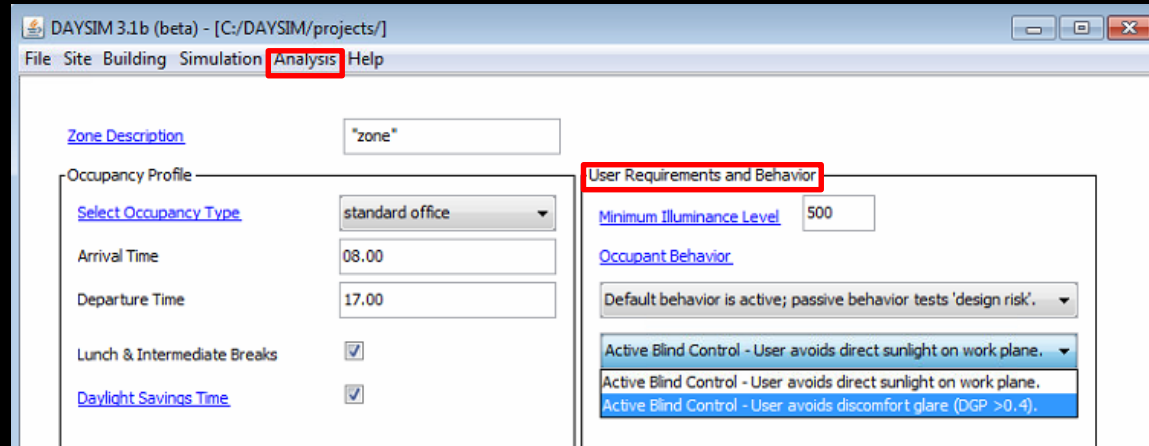 DAYSIM 3.1b (beta) - [C:/DAYSIM/projects/]
File Site Building Simulation Analysis Help
Zone Description "zone"
Occupancy Profile
Select Occupancy Type standard office
Arrival Time 08.00
Departure Time 17.00
Lunch & Intermediate Breaks
Daylight Savings Time
User Requirements and Behavior
Minimum Illuminance Level 500
Occupant Behavior
Default behavior is active; passive behavior tests 'design risk'.
Active Blind Control - User avoids direct sunlight on work plane.
Active Blind Control - User avoids direct sunlight on work plane.
Active Blind Control - User avoids discomfort glare (DGP >0.4).